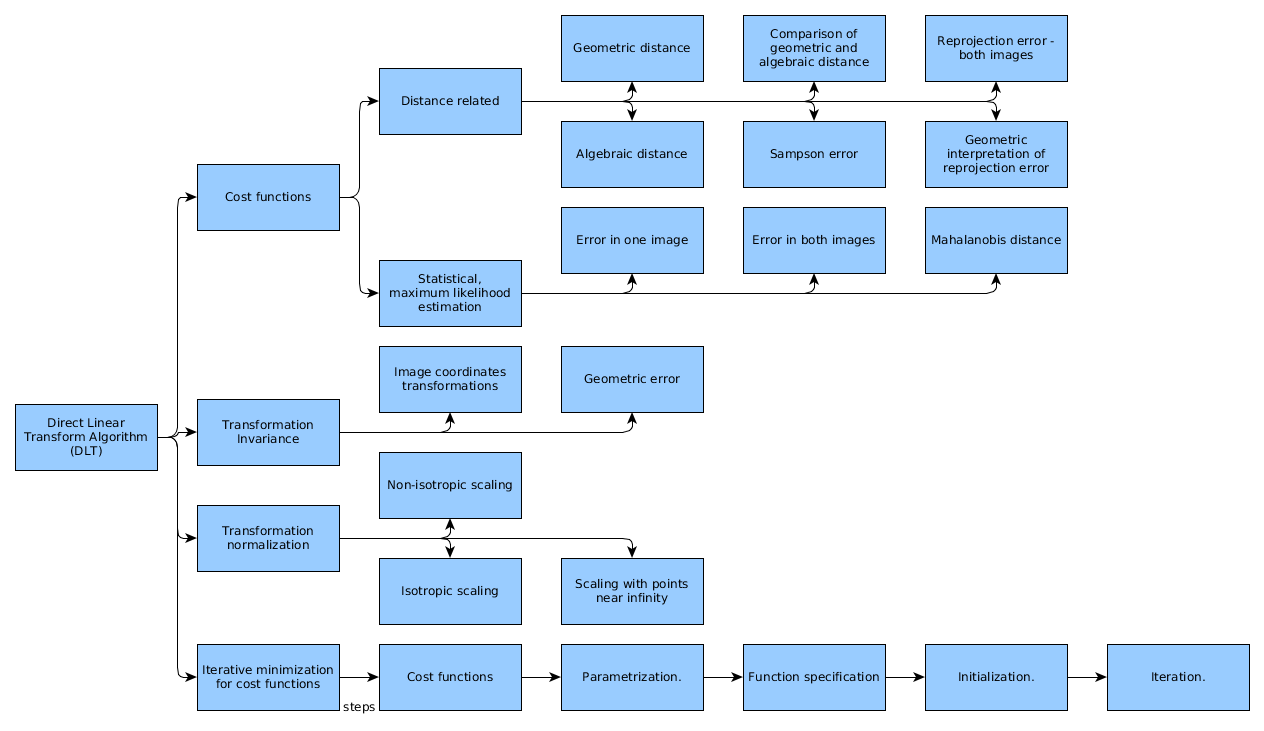 Geometric distance
Comparison of
geometric and
algebraic distance
Reprojection error -
both images
Distance related
Algebraic distance
Sampson error
Geometric
interpretation of
reprojection error
Cost functions
Error in one image
Error in both images
Mahalanobis distance
Statistical,
maximum likelihood
estimation
Image coordinates
transformations
Geometric error
Direct Linear
Transform Algorithm
(DLT)
Transformation
Invariance
Non-isotropic scaling
Transformation
normalization
Isotropic scaling
Scaling with points
near infinity
Iterative minimization
for cost functions
steps
Cost functions
Parametrization.
Function specification
Initialization.
Iteration.